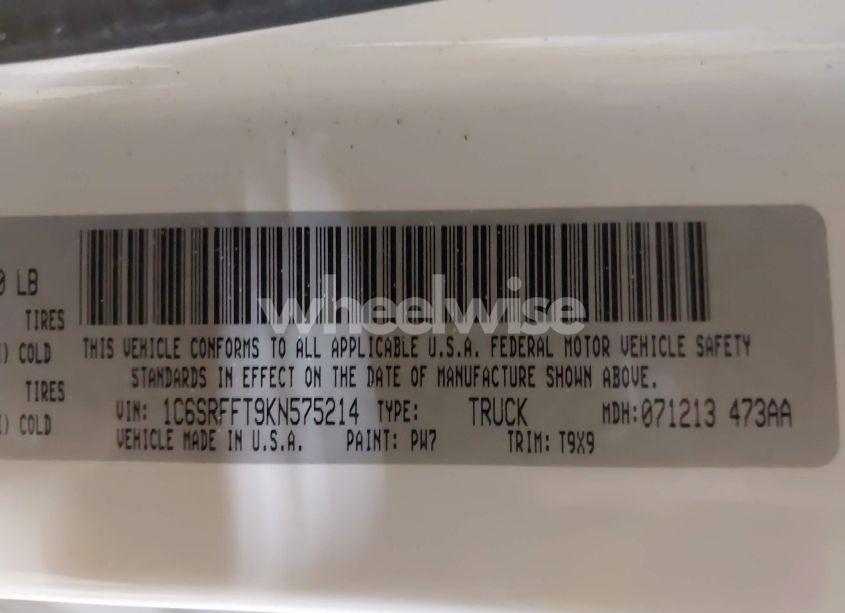 0 LB
TIRES
) COLD
TIRES
) COLD
THIS VEHICLE CONFORMS TO ALL APPLICABLE U.S.A. FEDERAL MOTOR VEHICLE SAFETY
STANDARDS IN EFFECT ON THE DATE OF MANUFACTURE SHOWN ABOVE.
VIN: 1C6SRFFT9KN575214 TYPE: TRUCK MDH:071213 473AA
VEHICLE MADE IN U.S.A. PAINT: PW7 TRIM: T9X9
wheelwise